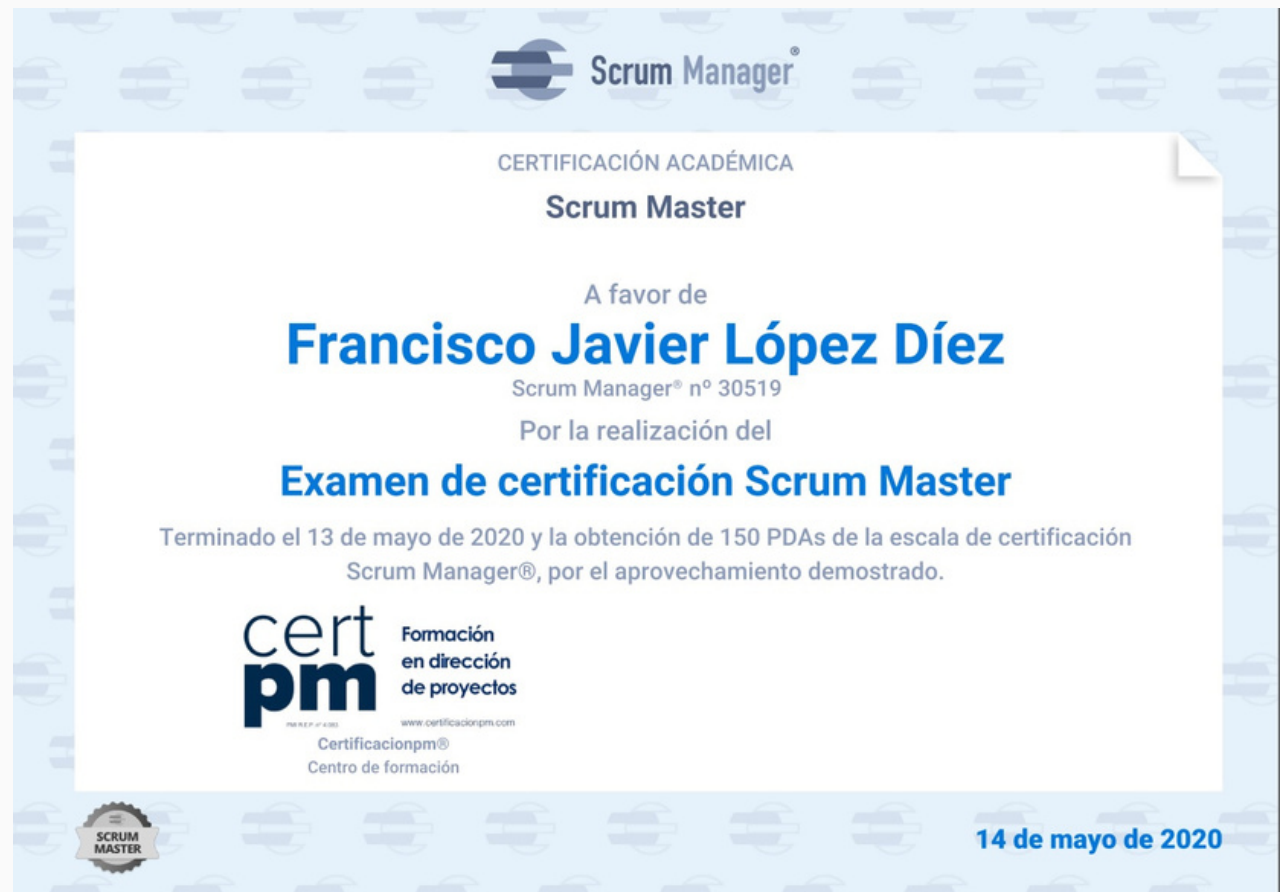 Scrum Manager®
CERTIFICACIÓN ACADÉMICA
Scrum Master
A favor de
Francisco Javier López Díez
Scrum Manager® nº 30519
Por la realización del
Examen de certificación Scrum Master
Terminado el 13 de mayo de 2020 y la obtención de 150 PDAs de la escala de certificación
Scrum Manager®, por el aprovechamiento demostrado.
cert
pm
Formación
en dirección
de proyectos
www.certificacionpm.com
Certificacionpm®
Centro de formación
SCRUM
MASTER
14 de mayo de 2020